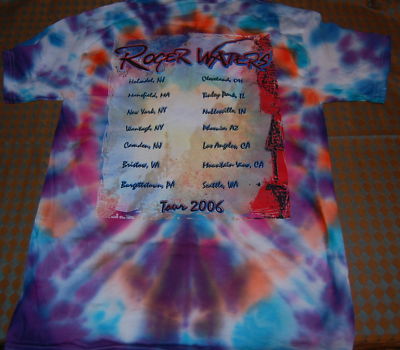 ROGER WATERS
Holmdel, NJ Cleveland, OH
Mansfield, MA Tinley Park, IL
New York, NY Noblesville, IN
Wantagh, NY Phoenix, AZ
Camden, NJ Los Angeles, CA
Bristow, VA Mountain View, CA
Burgettstown, PA Seattle, WA
Tour 2006